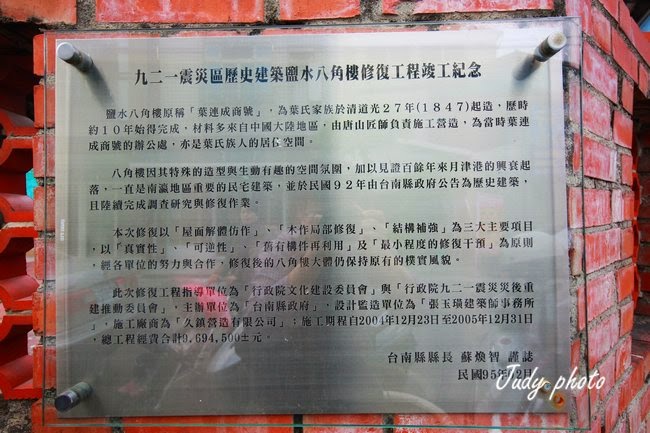 九二一震災區歷史建築鹽水八角樓修復工程竣工紀念
鹽水八角樓原稱「葉連成商號」，為葉氏家族於清道光27年(1847)起造，歷時
約10年始得完成，材料多來自中國大陸地區，由唐山匠師負責施工營造，為當時葉連
成商號的辦公處，亦是葉氏族人的居住空間。
八角樓因其特殊的造型與生動有趣的空間氛圍，加以見證百餘年來月津港的興衰起
落，一直是南瀛地區重要的民宅建築，並於民國92年由台南縣政府公告為歷史建築，
且陸續完成調查研究與修復作業。
本次修復以「屋面解體仿作」、「木作局部修復」、「結構補強」為三大主要項目
，以「真實性」、「可逆性」、「舊有構件再利用」及「最小程度的修復干預」為原則
。經各單位的努力與合作，修復後的八角樓大體仍保持原有的樸實風貌。
此次修復工程指導單位為「行政院文化建設委員會」與「行政院九二一震災災後重
建推動委員會」，主辦單位為「台南縣政府」，設計監造單位為「張玉璜建築師事務所
」，施工廠商為「久鎮營造有限公司」；施工期程自2004年12月23日至2005年12月31日，
總工程經費合計9,694,500±元。
台南縣縣長 蘇煥智 謹誌
民國95年02月
Judy photo